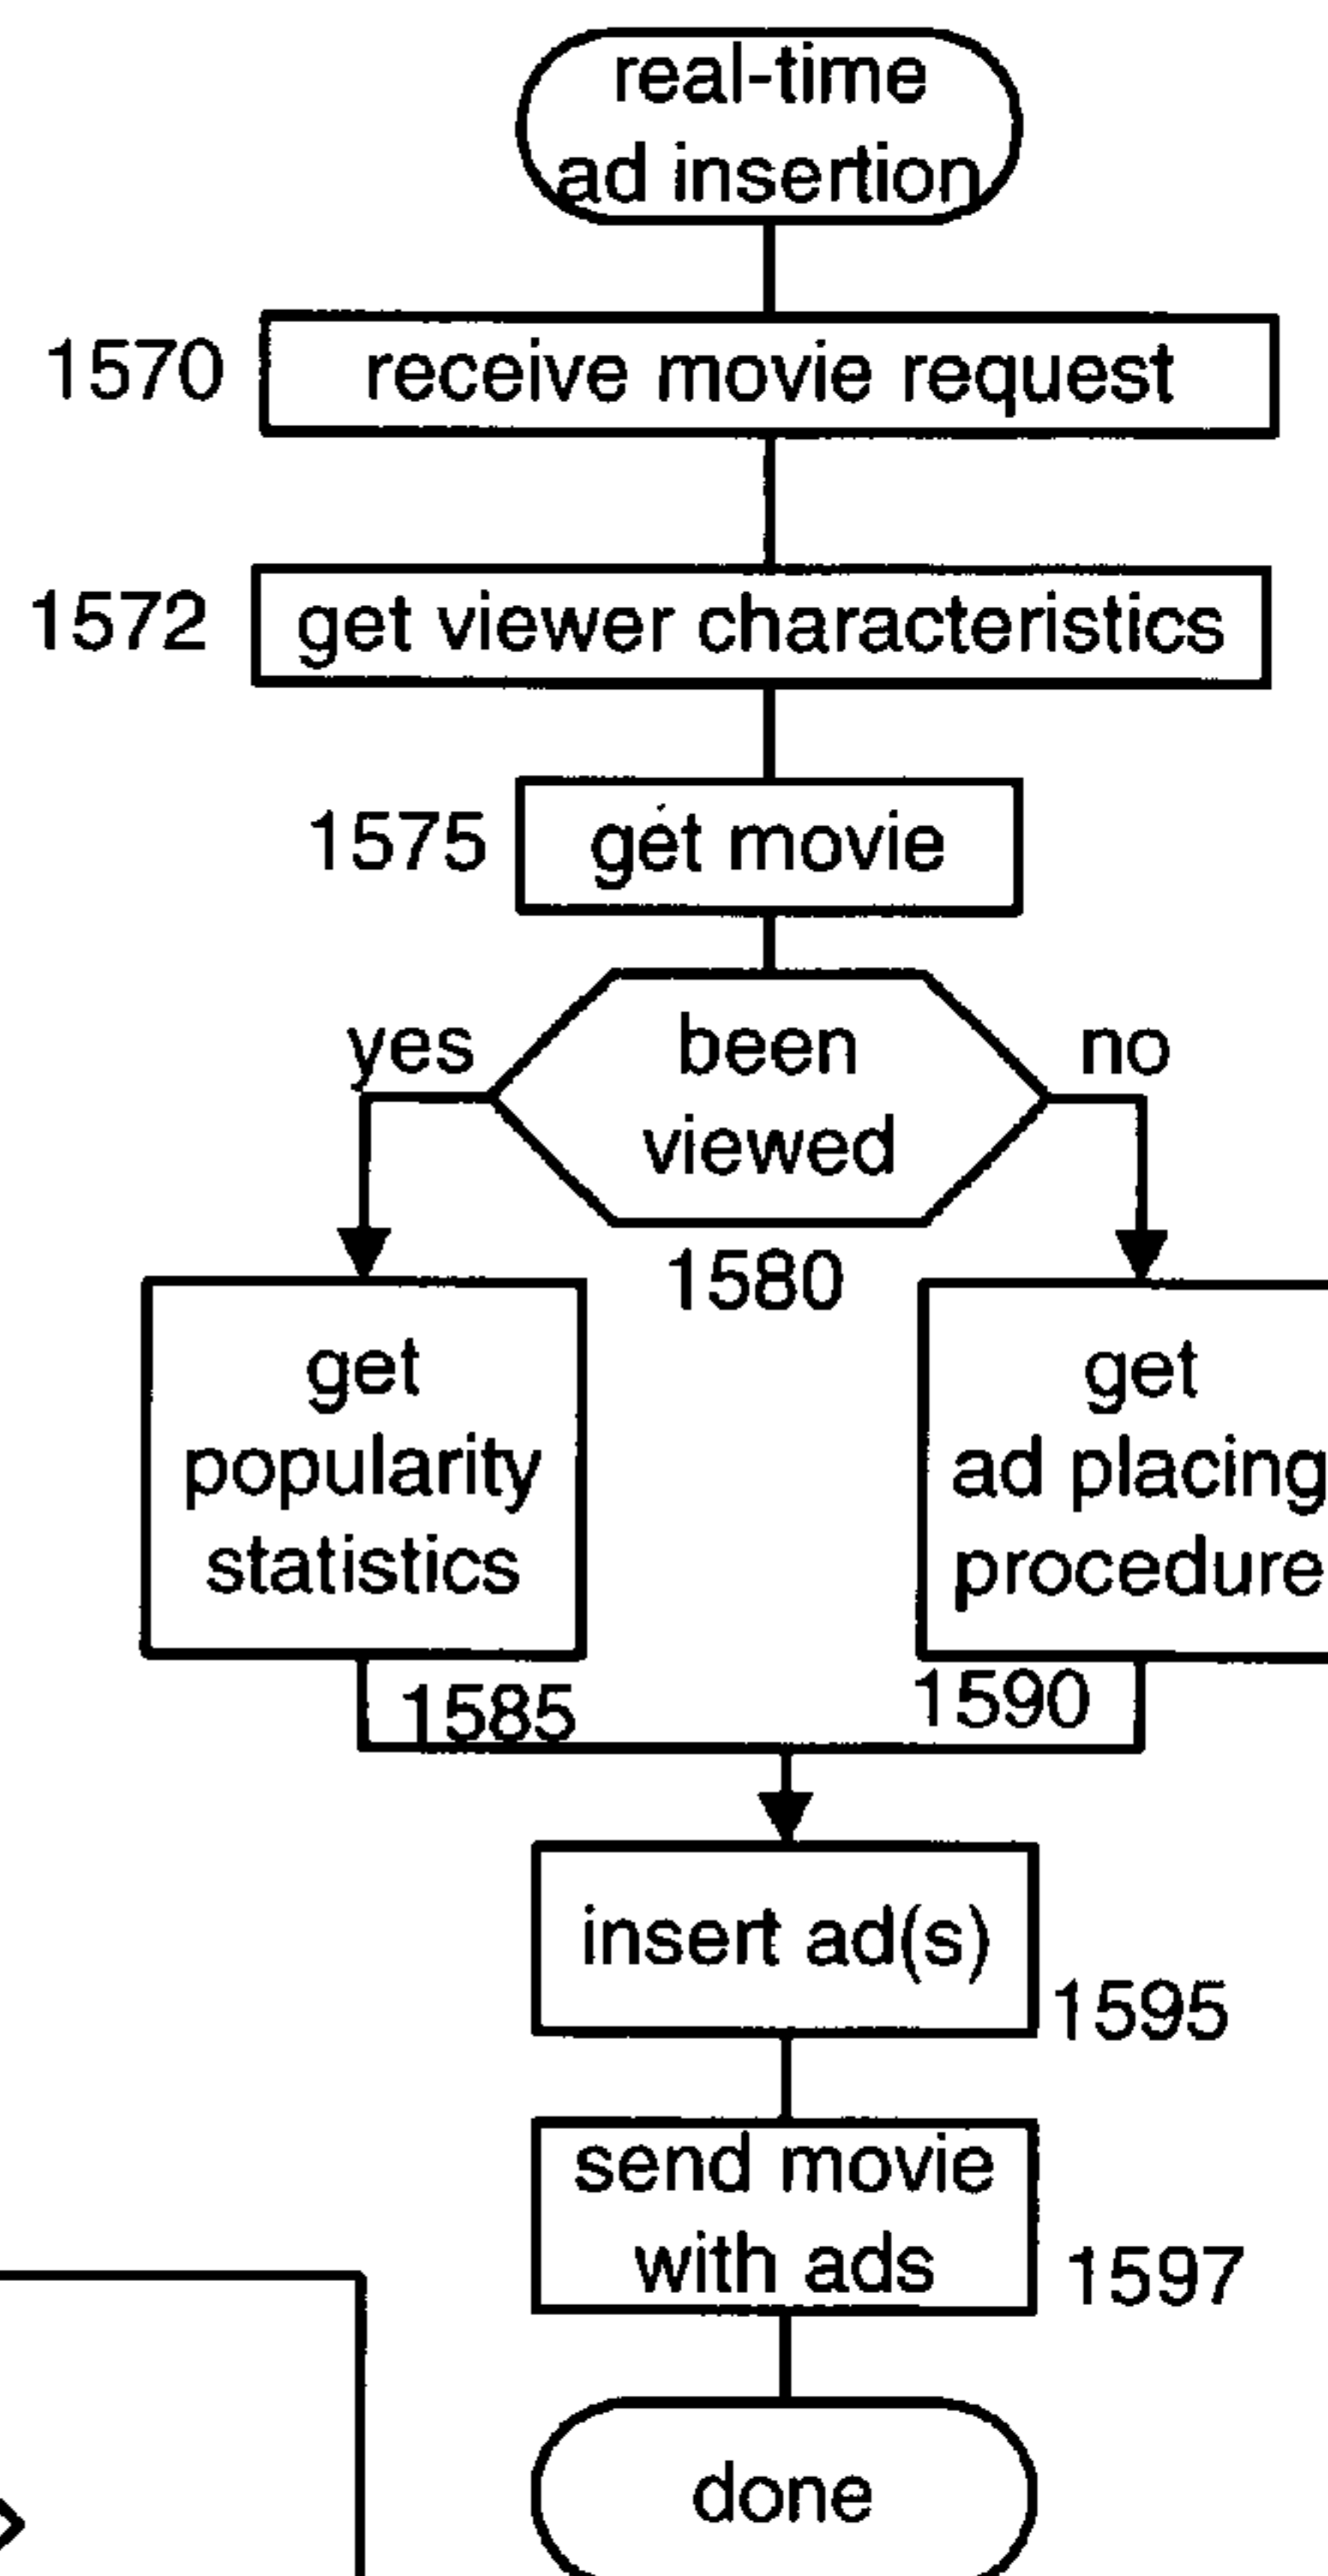 real-time
ad insertion
1570
receive movie request
1572
get viewer characteristics
1575
get movie
yes
been
viewed
no
1580
get
popularity
statistics
get
ad placing
procedure
1585
1590
insert ad(s)
1595
send movie
with ads
1597
done